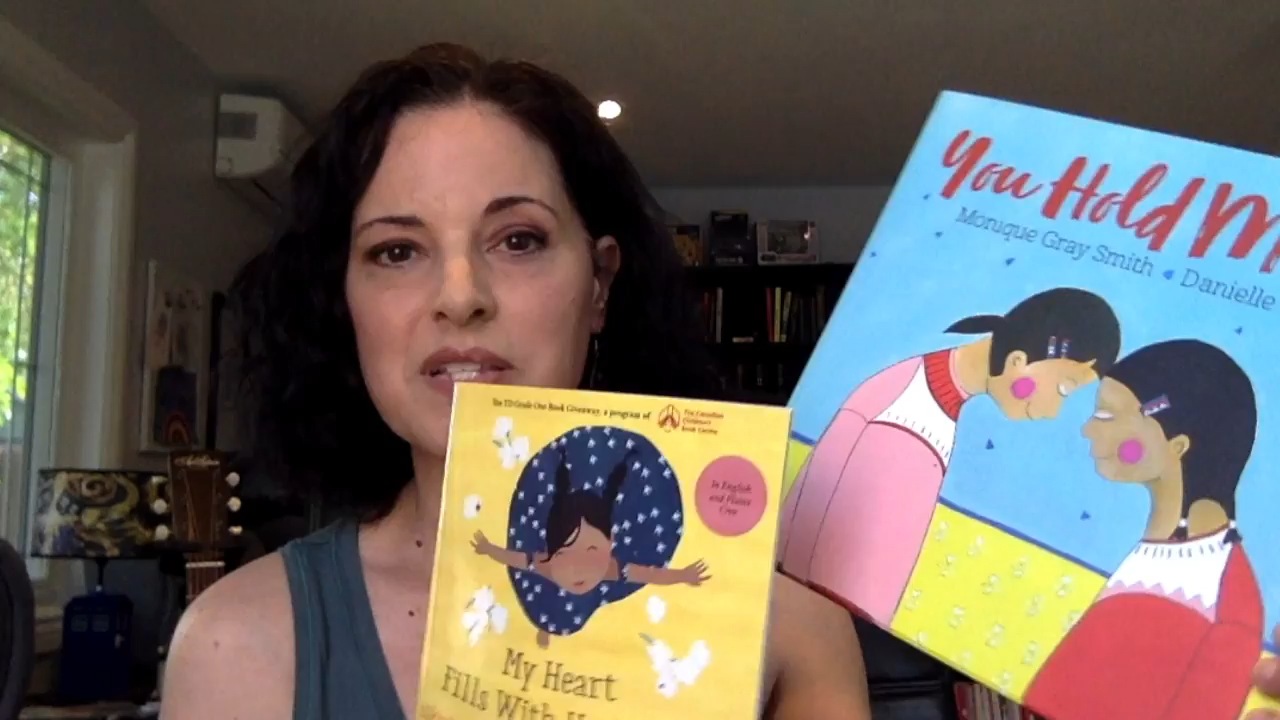 The TD Grade One Book Giveaway, a program of
The Canadian
Children's
Book Centre
In English
and Plains
Cree
My Heart
Fills With
You Hold M
Monique Gray Smith • Danielle